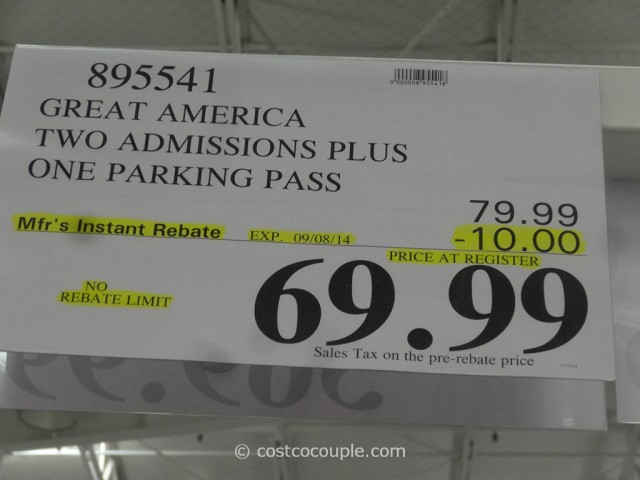 895541
GREAT AMERICA
TWO ADMISSIONS PLUS
ONE PARKING PASS
79.99
Mfr's Instant Rebate EXP. 09/08/14 -10.00
PRICE AT REGISTER
NO
REBATE LIMIT
69.99
Sales Tax on the pre-rebate price
© costcocouple.com